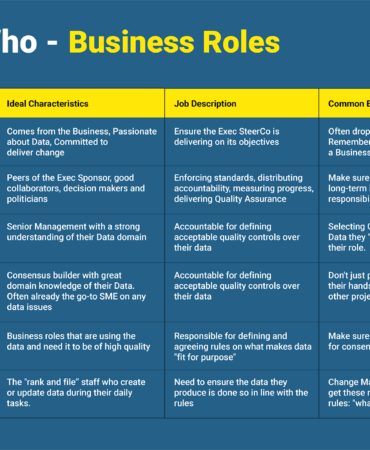 ho - Business Roles
Ideal Characteristics
Job Description
Common E
Comes from the Business, Passionate
about Data, Committed to
deliver change
Ensure the Exec SteerCo is
delivering on its objectives
Often drop
Remember
a Business
Peers of the Exec Sponsor, good
collaborators, decision makers and
politicians
Enforcing standards, distributing
accountability, measuring progress,
delivering Quality Assurance
Make sure
long-term
responsibi
Senior Management with a strong
understanding of their Data domain
Accountable for defining
acceptable quality controls over
their data
Selecting
Data they "
their role.
Consensus builder with great
domain knowledge of their Data.
Often already the go-to SME on any
data issues
Accountable for defining
acceptable quality controls over
their data
Don't just p
their hands
other proje
Business roles that are using the
data and need it to be of high quality
Responsible for defining and
agreeing rules on what makes data
"fit for purpose"
Make sure
for consen
The "rank and file" staff who create
or update data during their daily
tasks.
Need to ensure the data they
produce is done so in line with the
rules
Change Ma
get these r
rules: "wha